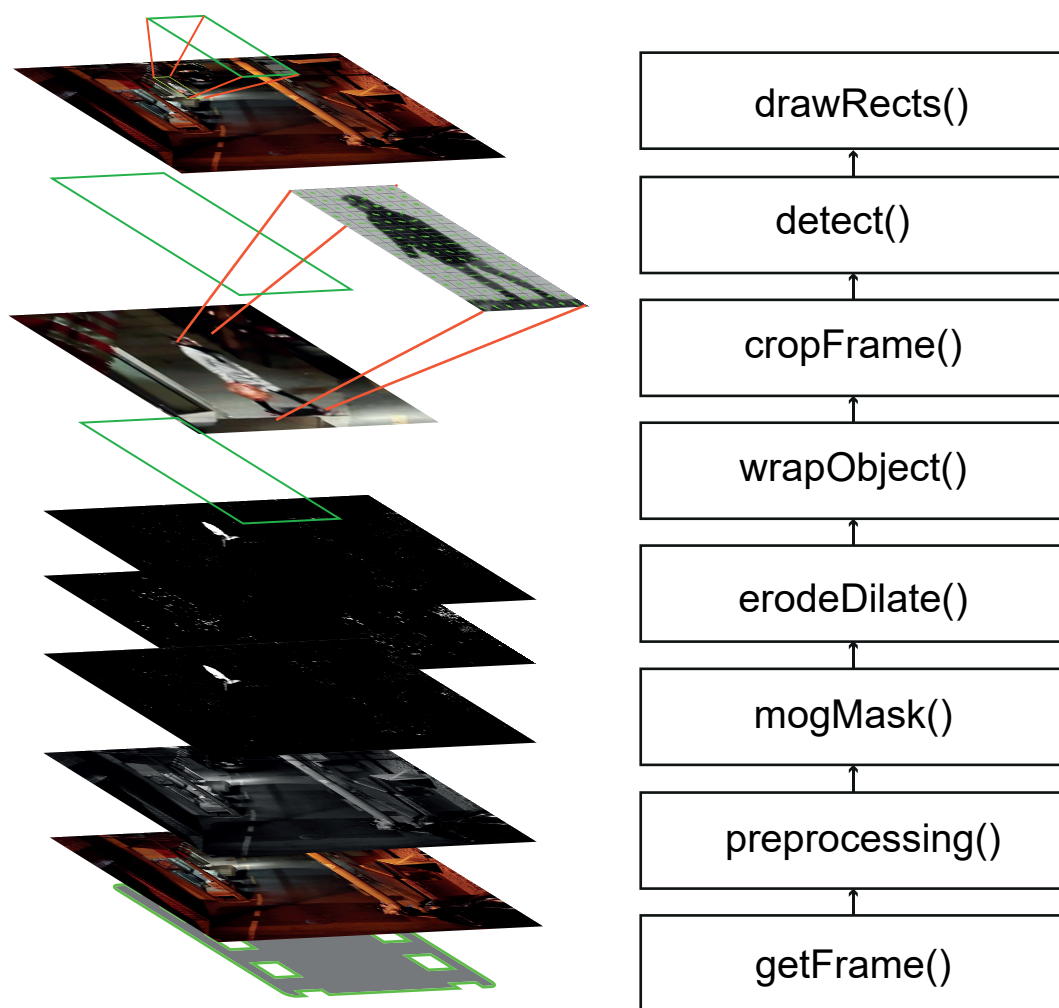 drawRects()
detect()
cropFrame()
wrapObject()
erodeDilate()
mogMask()
preprocessing()
getFrame()